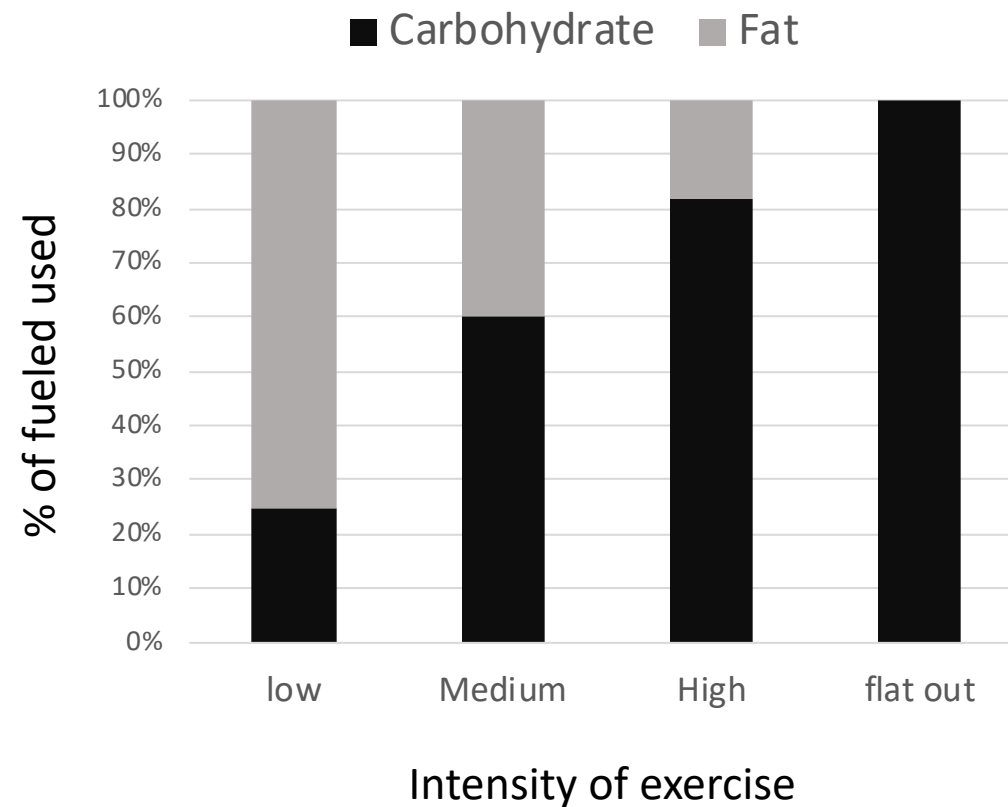 Carbohydrate Fat
100%
90%
80%
70%
60%
50%
40%
30%
20%
10%
0%
% of fueled used
low Medium High flat out
Intensity of exercise